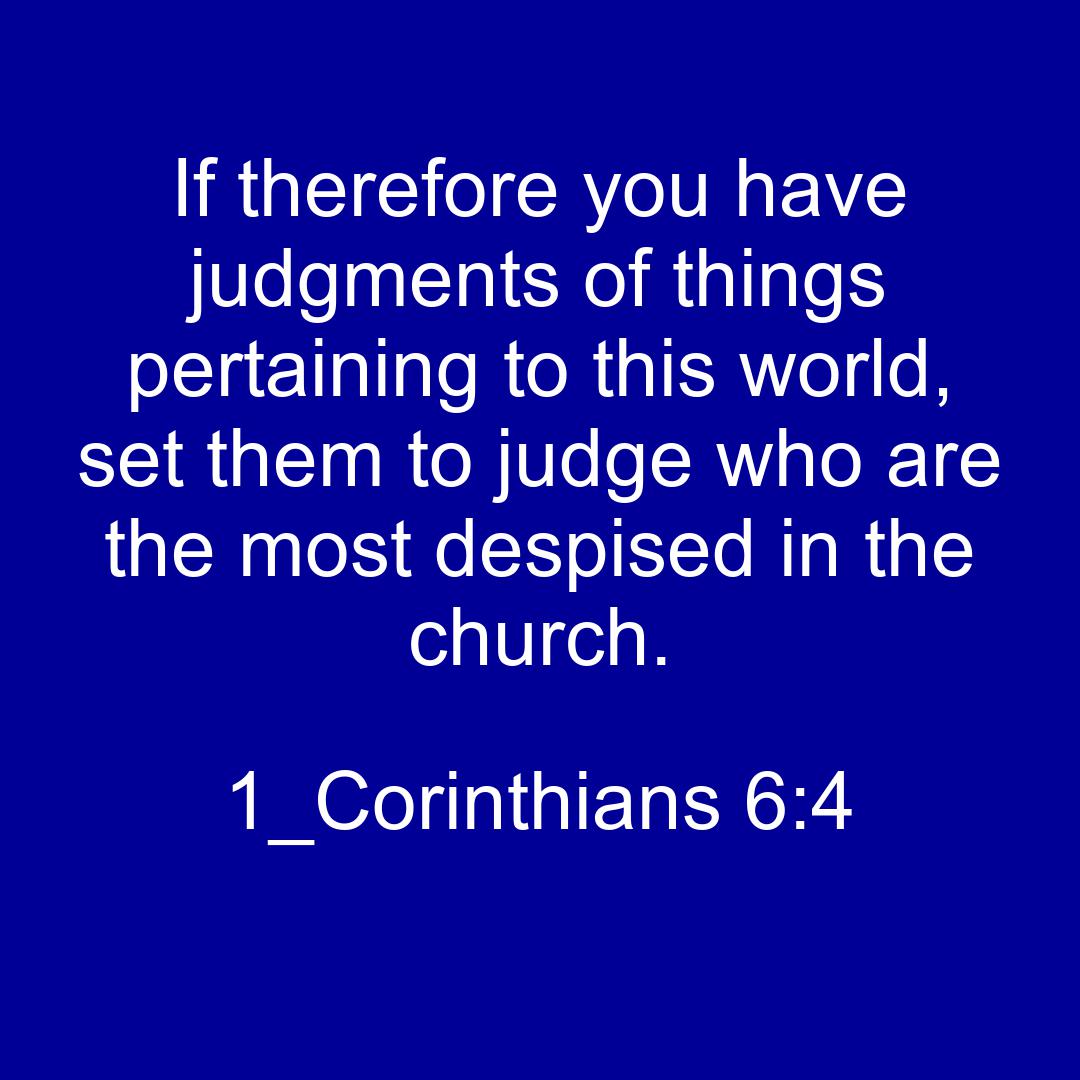 If therefore you have
judgments of things
pertaining to this world,
set them to judge who are
the most despised in the
church.
1_Corinthians 6:4